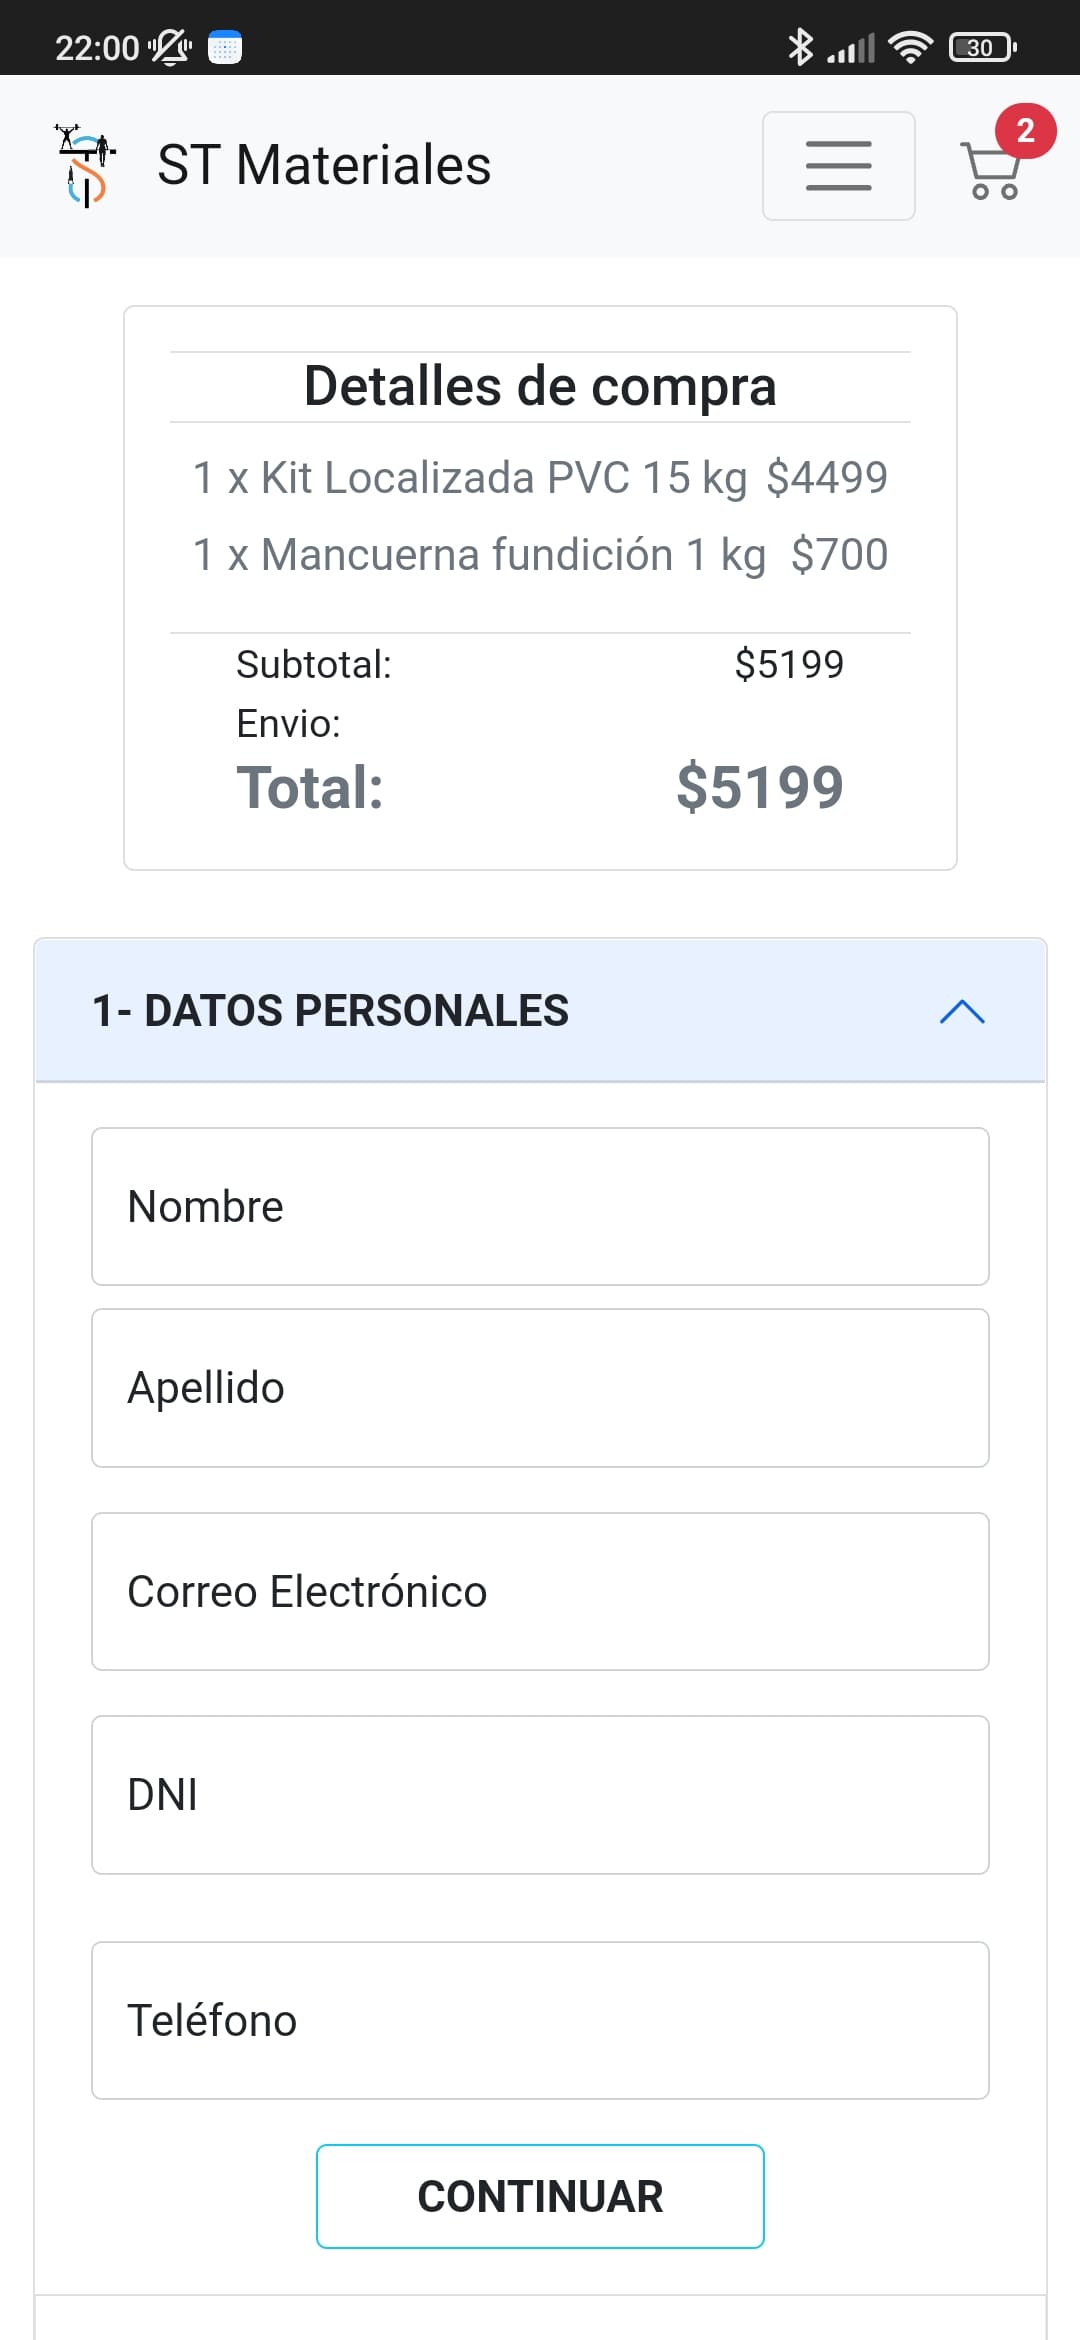 22:00
30
ST Materiales
2
Detalles de compra
1 x Kit Localizada PVC 15 kg $4499
1 x Mancuerna fundición 1 kg $700
Subtotal: $5199
Envio:
Total: $5199
1- DATOS PERSONALES
Nombre
Apellido
Correo Electrónico
DNI
Teléfono
CONTINUAR